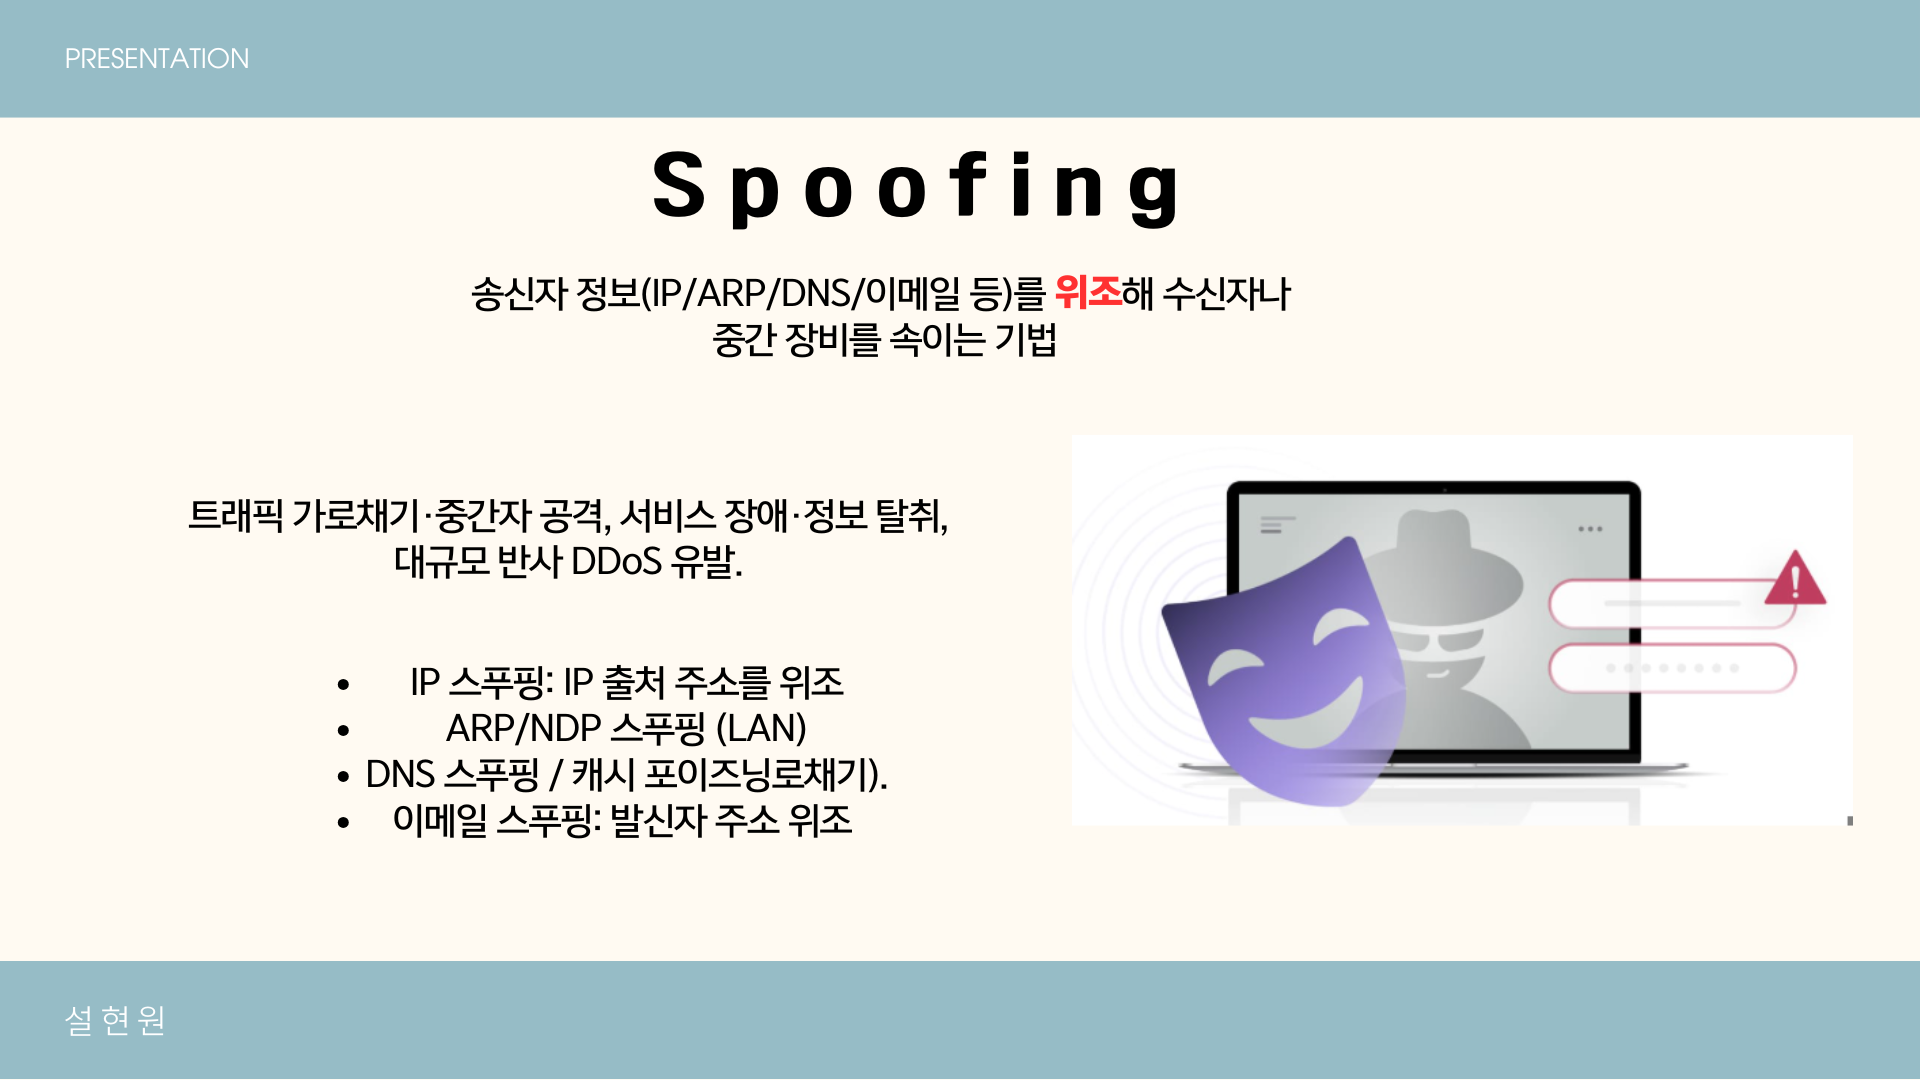 PRESENTATION
Spoofing
송신자 정보(IP/ARP/DNS/이메일 등)를 위조해 수신자나
중간 장비를 속이는 기법
트래픽 가로채기·중간자 공격, 서비스 장애·정보 탈취,
대규모 반사 DDoS 유발.
• IP 스푸핑: IP 출처 주소를 위조
• ARP/NDP 스푸핑 (LAN)
• DNS 스푸핑 / 캐시 포이즈닝로채기).
• 이메일 스푸핑: 발신자 주소 위조
설현원